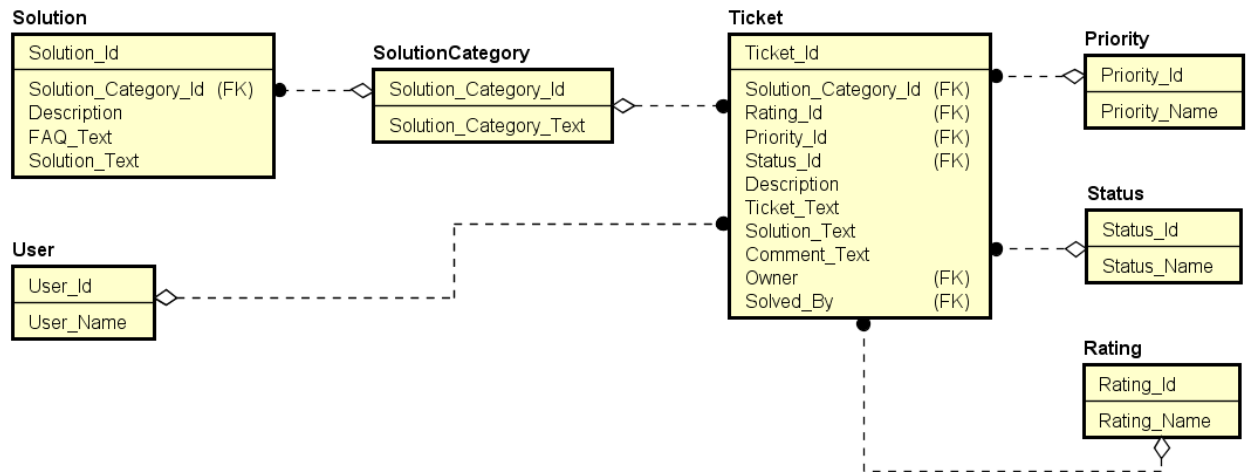 Solution
Solution_Id
Solution_Category_Id (FK)
Description
FAQ_Text
Solution_Text
SolutionCategory
Solution_Category_Id
Solution_Category_Text
User
User_Id
User_Name
Ticket
Ticket_Id
Solution_Category_Id (FK)
Rating_Id (FK)
Priority_Id (FK)
Status_Id (FK)
Description
Ticket_Text
Solution_Text
Comment_Text
Owner (FK)
Solved_By (FK)
Priority
Priority_Id
Priority_Name
Status
Status_Id
Status_Name
Rating
Rating_Id
Rating_Name